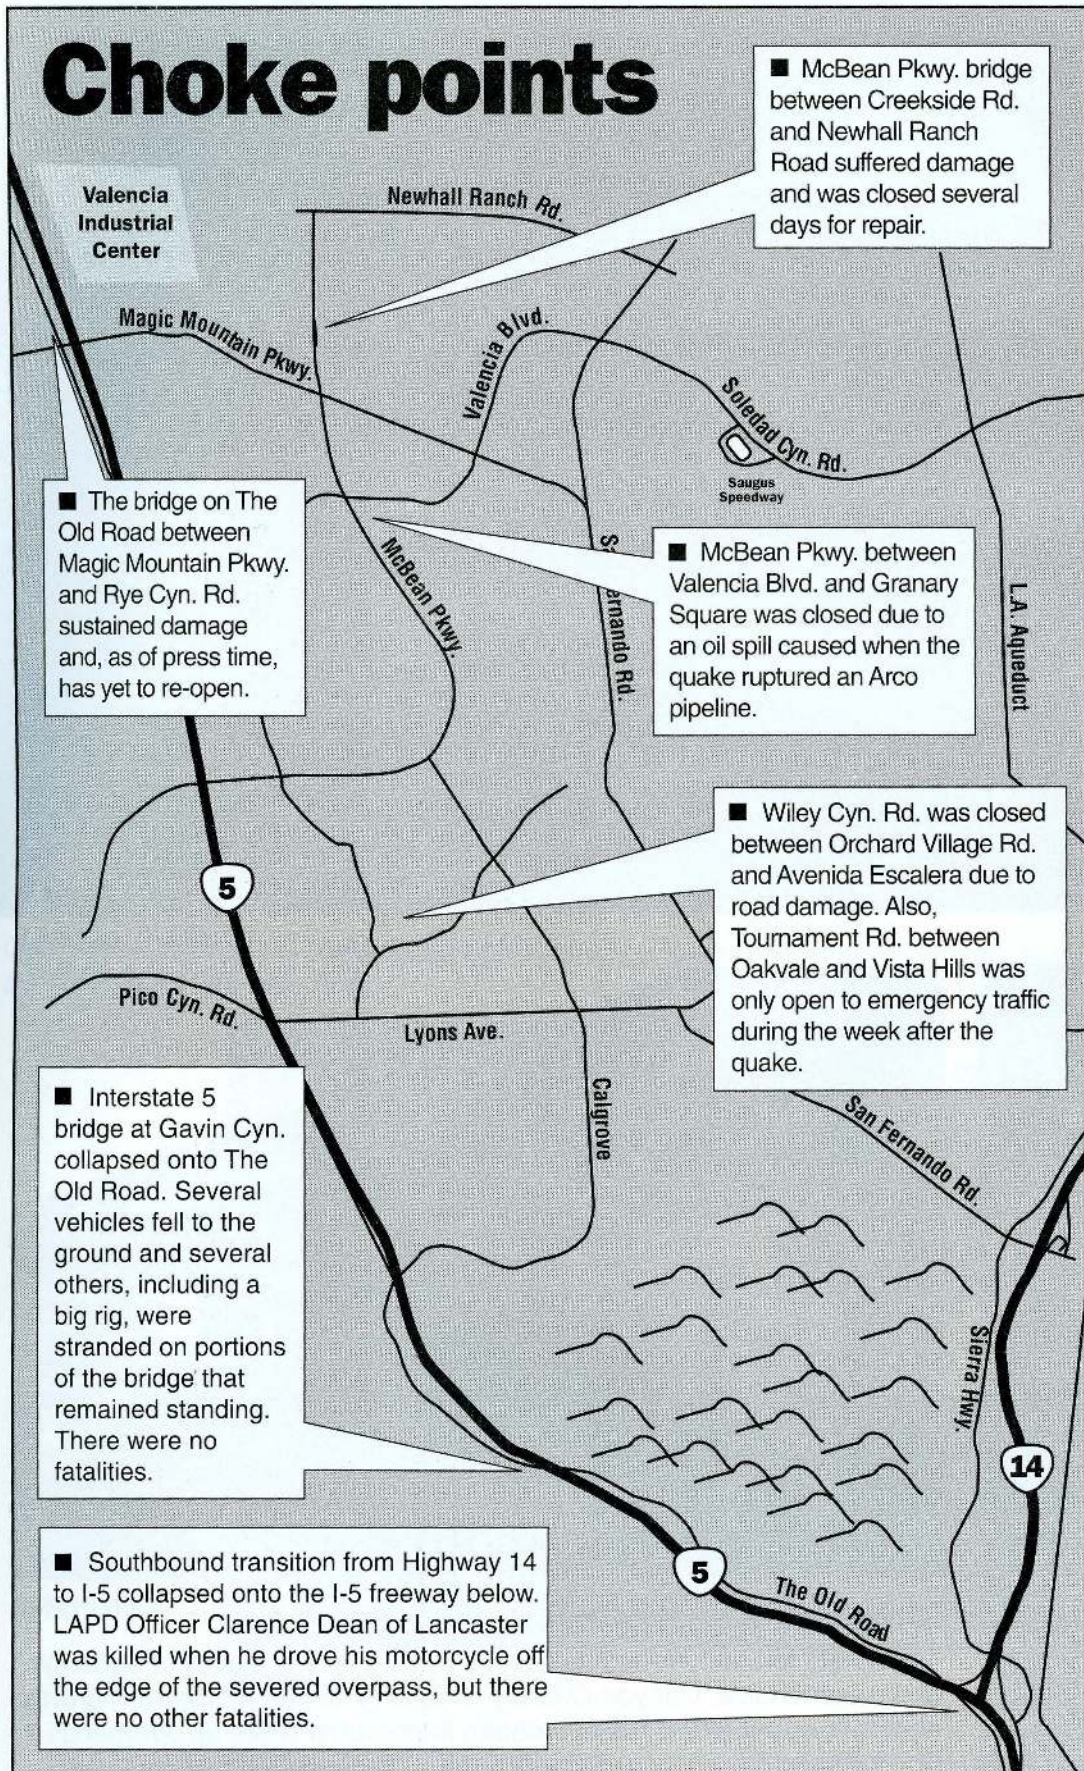 Choke points
■ McBean Pkwy. bridge
between Creekside Rd.
and Newhall Ranch
Road suffered damage
and was closed several
days for repair.
Valencia
Industrial
Center
Newhall Ranch Rd.
Magic Mountain Pkwy.
Valencia Blvd.
Soledad Cyn. Rd.
Saugus
Speedway
■ The bridge on The
Old Road between
Magic Mountain Pkwy.
and Rye Cyn. Rd.
sustained damage
and, as of press time,
has yet to re-open.
McBean Pkwy.
■ McBean Pkwy. between
Valencia Blvd. and Granary
Square was closed due to
an oil spill caused when the
quake ruptured an Arco
pipeline.
Sa ernando Rd.
L.A. Aqueduct
■ Wiley Cyn. Rd. was closed
between Orchard Village Rd.
and Avenida Escalera due to
road damage. Also,
Tournament Rd. between
Oakvale and Vista Hills was
only open to emergency traffic
during the week after the
quake.
5
Pico Cyn. Rd.
Lyons Ave.
Calgrove
San Fernando Rd.
■ Interstate 5
bridge at Gavin Cyn.
collapsed onto The
Old Road. Several
vehicles fell to the
ground and several
others, including a
big rig, were
stranded on portions
of the bridge that
remained standing.
There were no
fatalities.
Sierra Hwy.
14
5
The Old Road
■ Southbound transition from Highway 14
to I-5 collapsed onto the I-5 freeway below.
LAPD Officer Clarence Dean of Lancaster
was killed when he drove his motorcycle off
the edge of the severed overpass, but there
were no other fatalities.